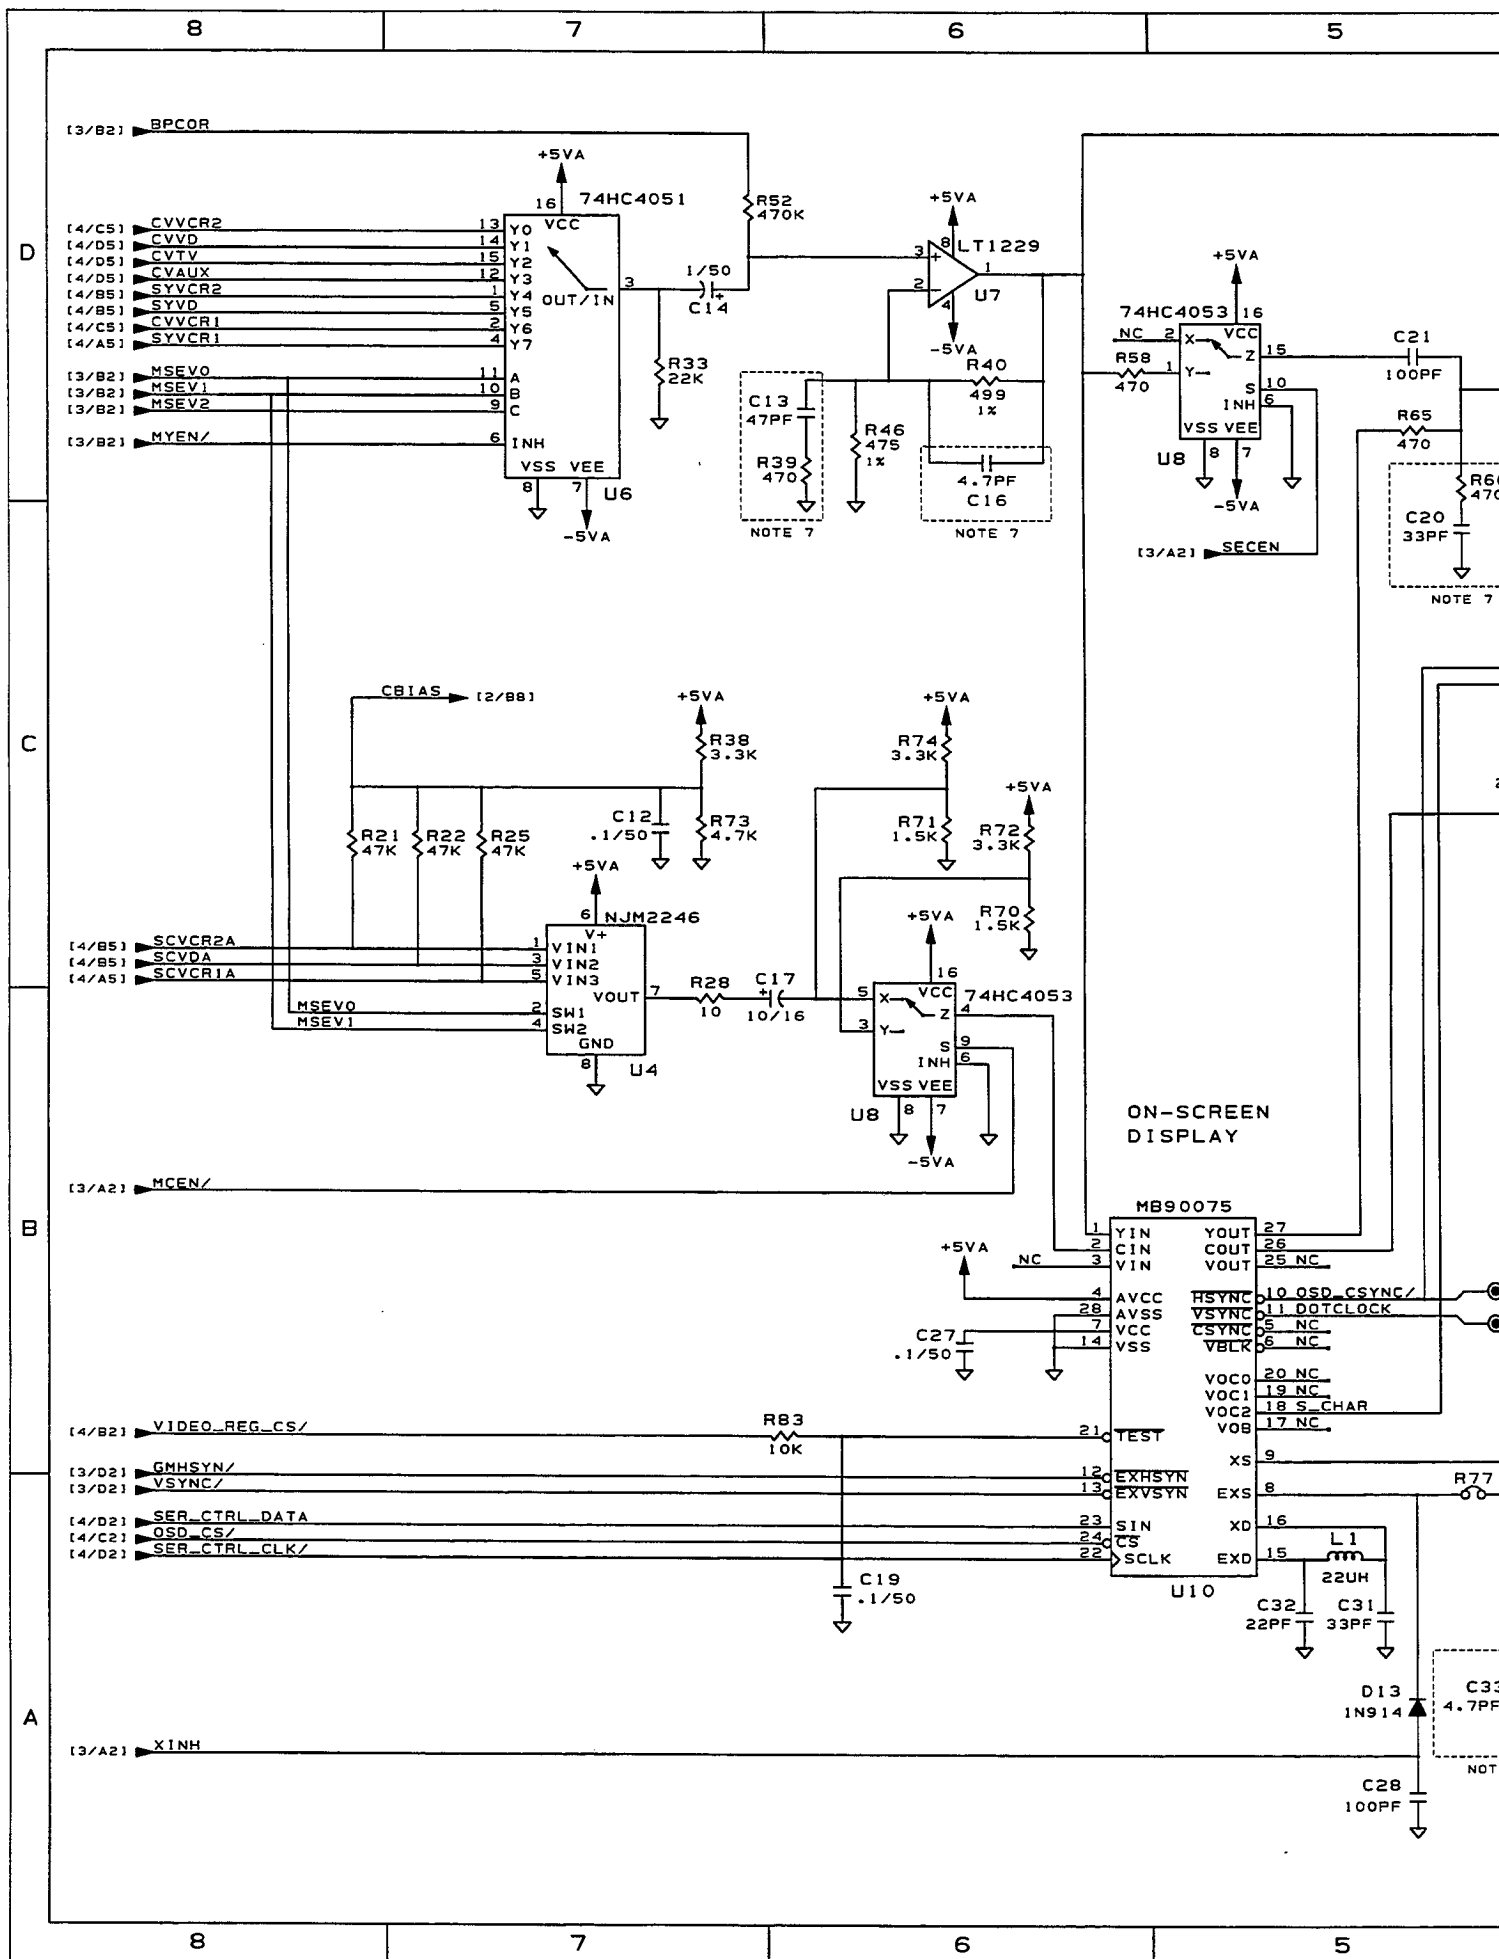 8 7 6 5
[3/B2] BPCOR
+5VA
16 74HC4051
VCC
R52
470K
[4/C5] CVVCR2 13 Y0
[4/D5] CVVD 14 Y1
[4/D5] CVTV 15 Y2
[4/D5] CVAUX 12 Y3
[4/B5] SYVCR2 1 Y4
[4/B5] SYVD 5 Y5
[4/C5] CVVCR1 2 Y6
[4/A5] SYVCR1 4 Y7
OUT/IN 3
[3/B2] MSEV0 11 A
[3/B2] MSEV1 10 B
[3/B2] MSEV2 9 C
[3/B2] MYEN/ 6 INH
VSS VEE
8 7 U6
-5VA
D
1/50
+
C14
R33
22K
+5VA
8 LT1229
3 +
1
2 −
U7
4
-5VA
R40
499
1%
C13
47PF
R39
470
NOTE 7
R46
475
1%
4.7PF
C16
NOTE 7
+5VA
74HC4053 16
VCC
NC 2 X
Z 15
R58
470
1 Y
S 10
INH 6
VSS VEE
U8 8 7
-5VA
[3/A2] SECEN
C21
100PF
R65
470
R6
470
C20
33PF
NOTE 7
C
CBIAS [2/B8]
+5VA
R38
3.3K
R21
47K
R22
47K
R25
47K
C12
.1/50
R73
4.7K
+5VA
R74
3.3K
R71
1.5K
+5VA
R72
3.3K
R70
1.5K
+5VA
6 NJM2246
V+
[4/B5] SCVCR2A 1 VIN1
[4/B5] SCVDA 3 VIN2
[4/A5] SCVCR1A 5 VIN3
VOUT 7
MSEV0 2 SW1
MSEV1 4 SW2
GND
8 U4
R28
10
C17
+
10/16
+5VA
16
VCC 74HC4053
5 X
Z 4
3 Y
S 9
INH 6
VSS VEE
U8 8 7
-5VA
[3/A2] MCEN/
B
ON-SCREEN
DISPLAY
MB90075
1 YIN YOUT 27
2 CIN COUT 26
NC 3 VIN VOUT 25 NC
+5VA
4 AVCC HSYNC 10 OSD_CSYNC/
28 AVSS VSYNC 11 DOTCLOCK
7 VCC CSYNC 5 NC
14 VSS VBLK 6 NC
C27
.1/50
VOC0 20 NC
VOC1 19 NC
VOC2 18 S_CHAR
VOB 17 NC
[4/B2] VIDEO_REG_CS/
R83
10K
21 TEST
XS 9
[3/D2] GMHSYN/ 12 EXHSYN
[3/D2] VSYNC/ 13 EXVSYN EXS 8
R77
[4/D2] SER_CTRL_DATA 23 SIN XD 16
[4/C2] OSD_CS/ 24 CS
[4/D2] SER_CTRL_CLK/ 22 SCLK EXD 15
U10
L1
22UH
C19
.1/50
C32
22PF
C31
33PF
A
D13
1N914
C33
4.7PF
NOT
[3/A2] XINH
C28
100PF
8 7 6 5